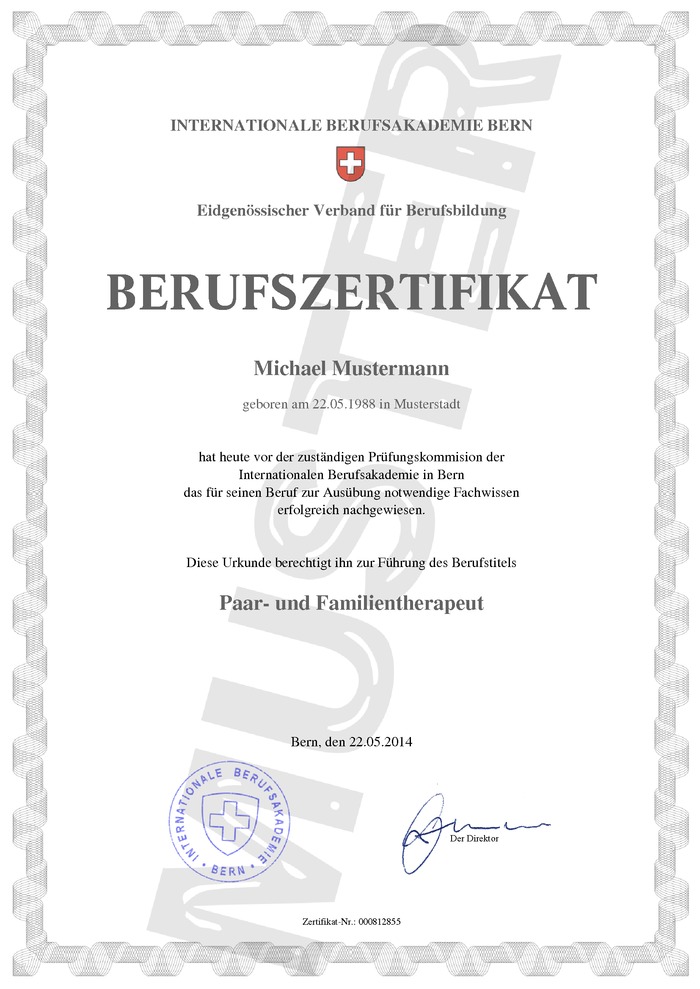 INTERNATIONALE BERUFSAKADEMIE BERN
Eidgenössischer Verband für Berufsbildung
BERUFSZERTIFIKAT
Michael Mustermann
geboren am 22.05.1988 in Musterstadt
hat heute vor der zuständigen Prüfungskommision der
Internationalen Berufsakademie in Bern
das für seinen Beruf zur Ausübung notwendige Fachwissen
erfolgreich nachgewiesen.
Diese Urkunde berechtigt ihn zur Führung des Berufstitels
Paar- und Familientherapeut
Bern, den 22.05.2014
INTERNATIONALE BERUFSAKADEMIE
• BERN •
Der Direktor
Zertifikat-Nr.: 000812855
MUSTER